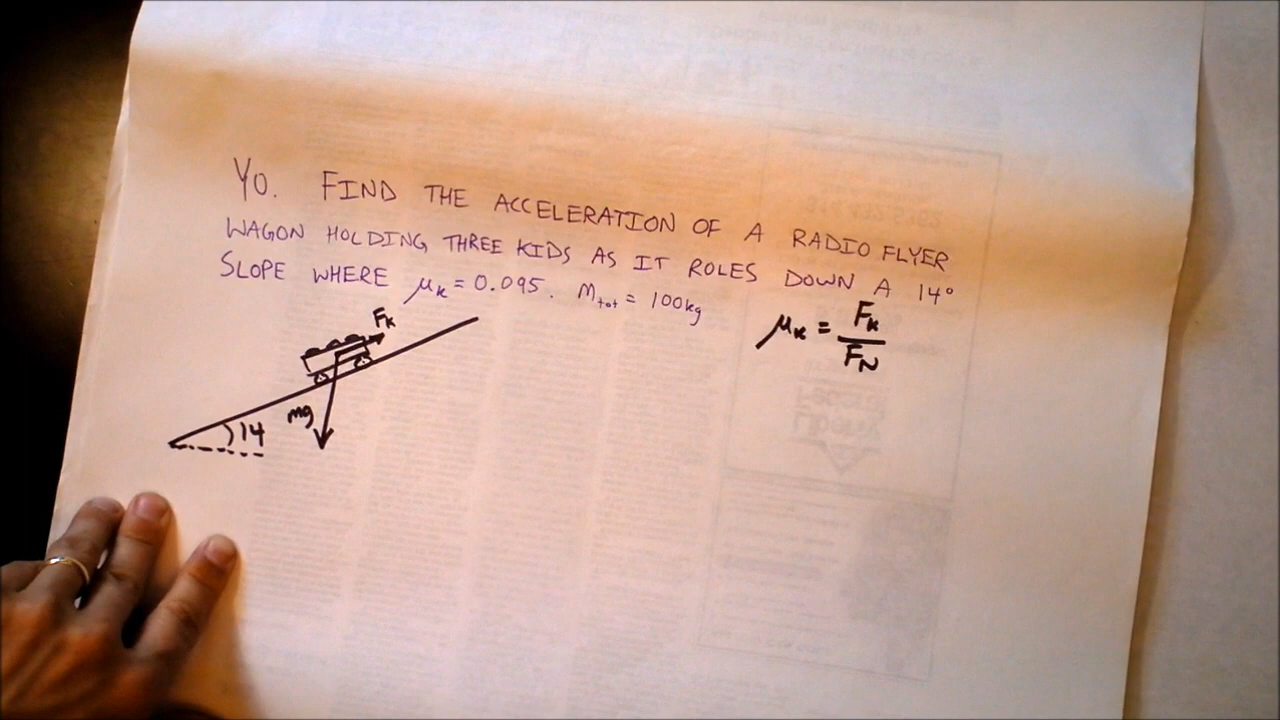 YO. FIND THE ACCELERATION OF A RADIO FLYER
WAGON HOLDING THREE KIDS AS IT ROLES DOWN A 14°
SLOPE WHERE μk = 0.095. Mtot = 100kg
μk = Fk / FN
Fk
mg
14